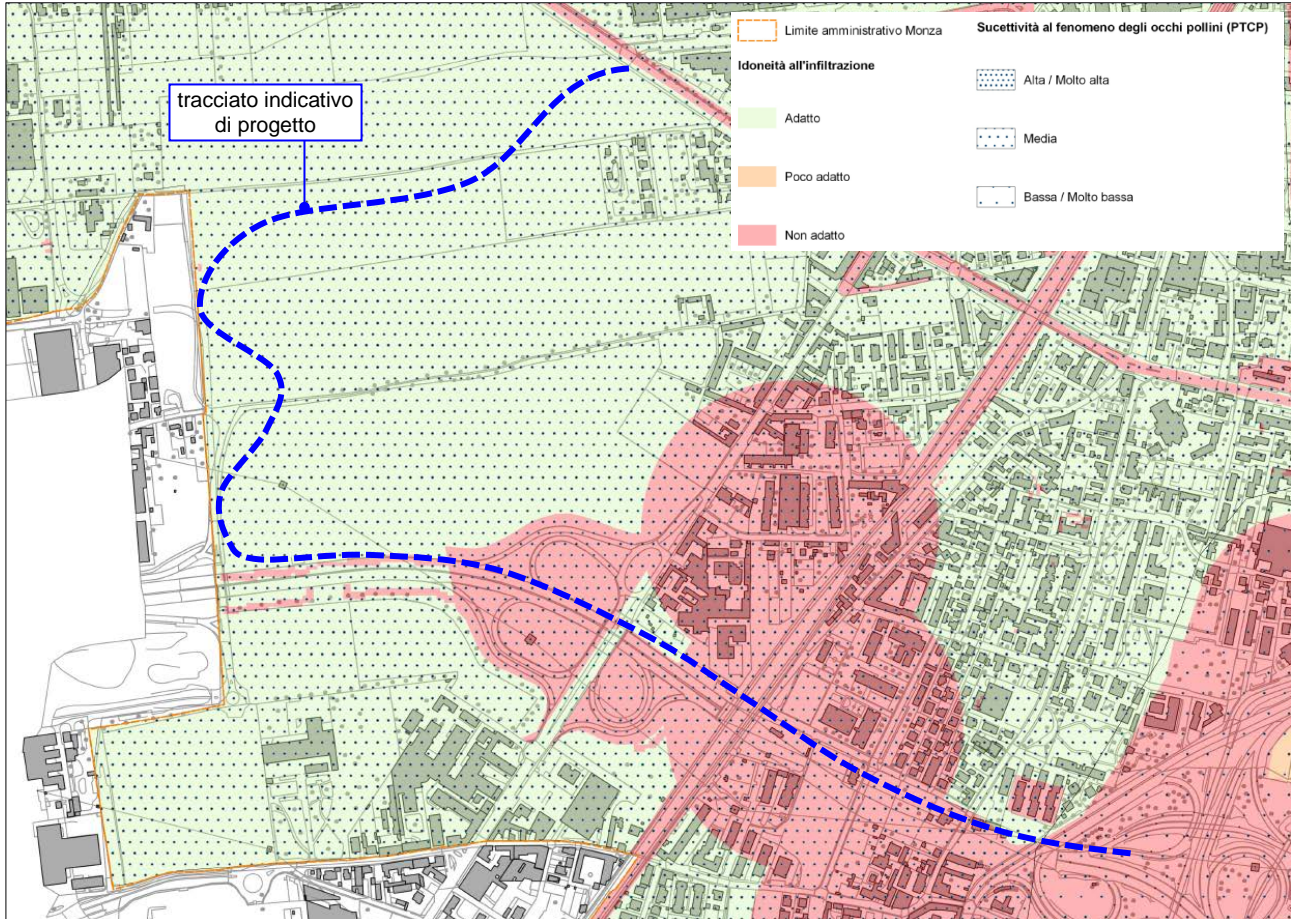 tracciato indicativo
di progetto
Limite amministrativo Monza
Idoneità all'infiltrazione
Adatto
Poco adatto
Non adatto
Sucettività al fenomeno degli occhi pollini (PTCP)
Alta / Molto alta
Media
Bassa / Molto bassa